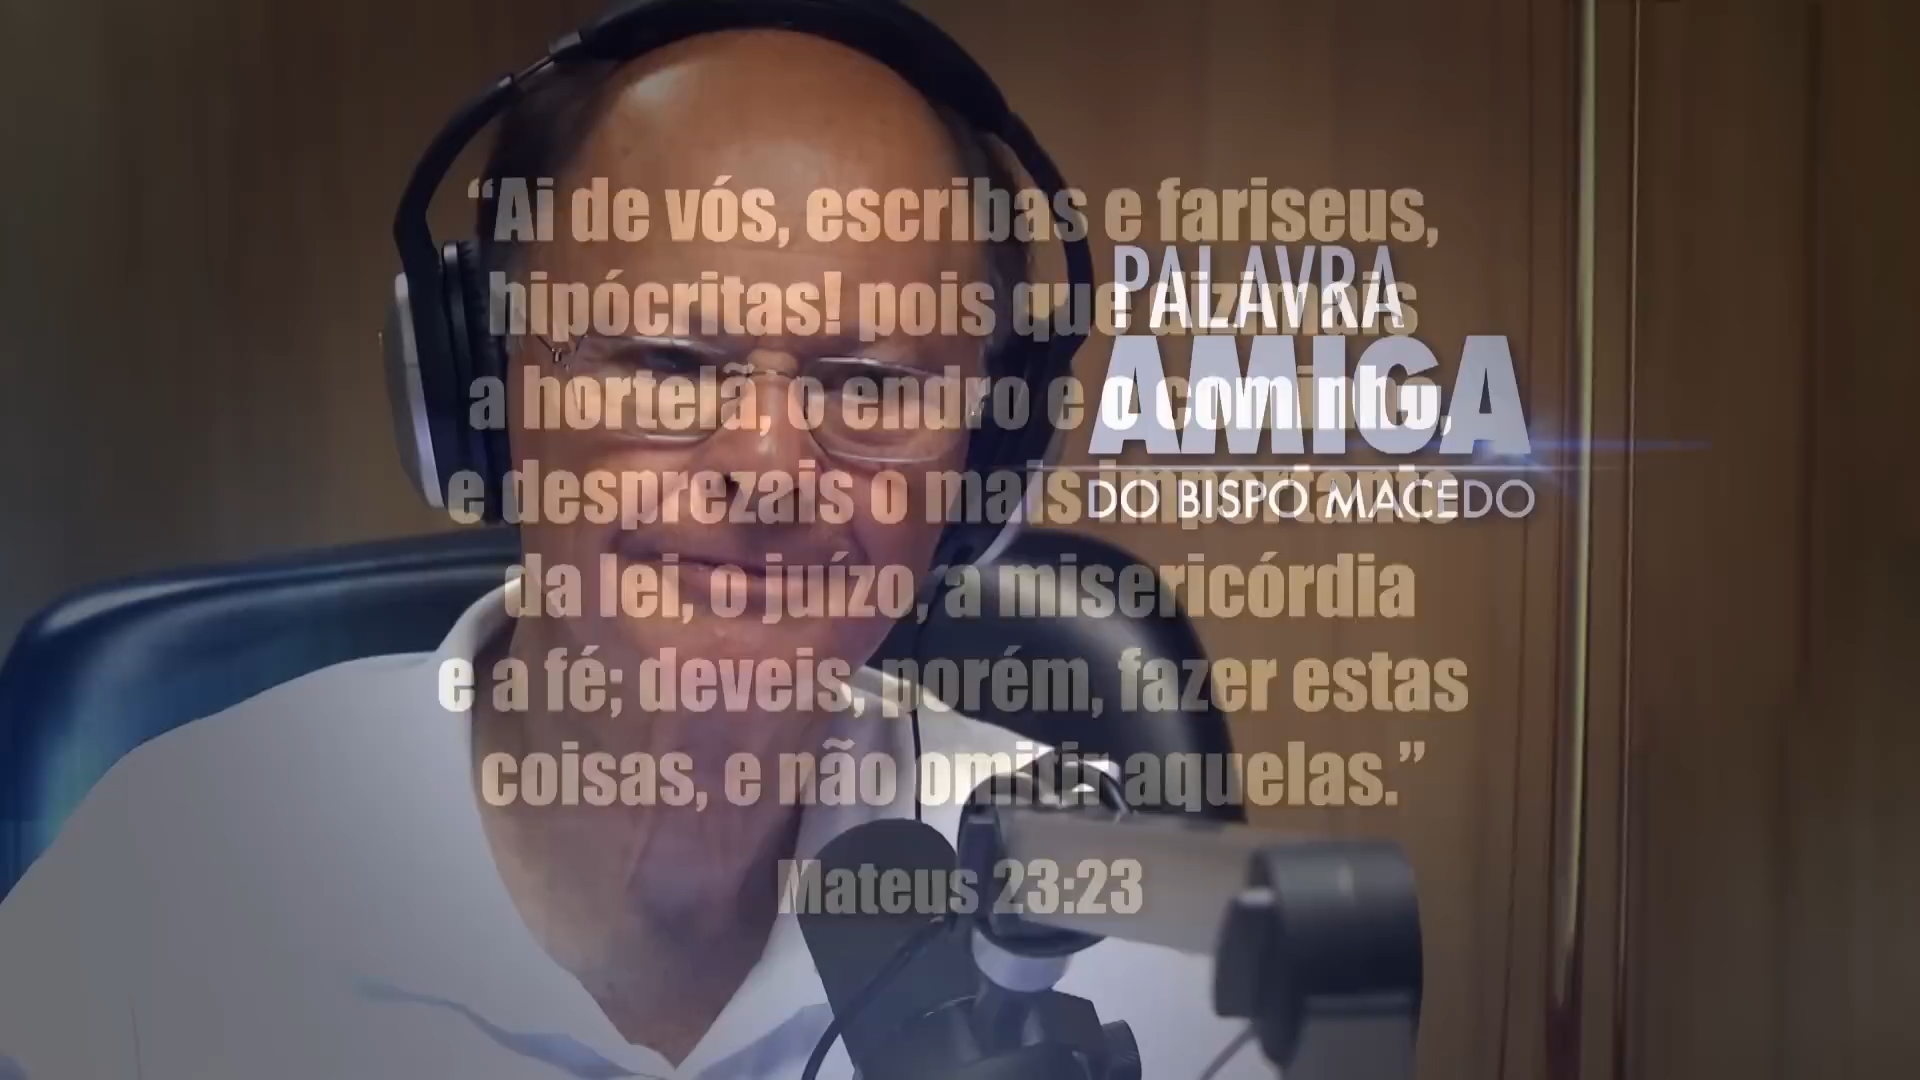 “Ai de vós, escribas e fariseus,
hipócritas! pois que dizimais
a hortelã, o endro e o cominho,
e desprezais o mais importante
da lei, o juízo, a misericórdia
e a fé; deveis, porém, fazer estas
coisas, e não omitir aquelas.”
Mateus 23:23
PALAVRA
AMIGA
DO BISPO MACEDO